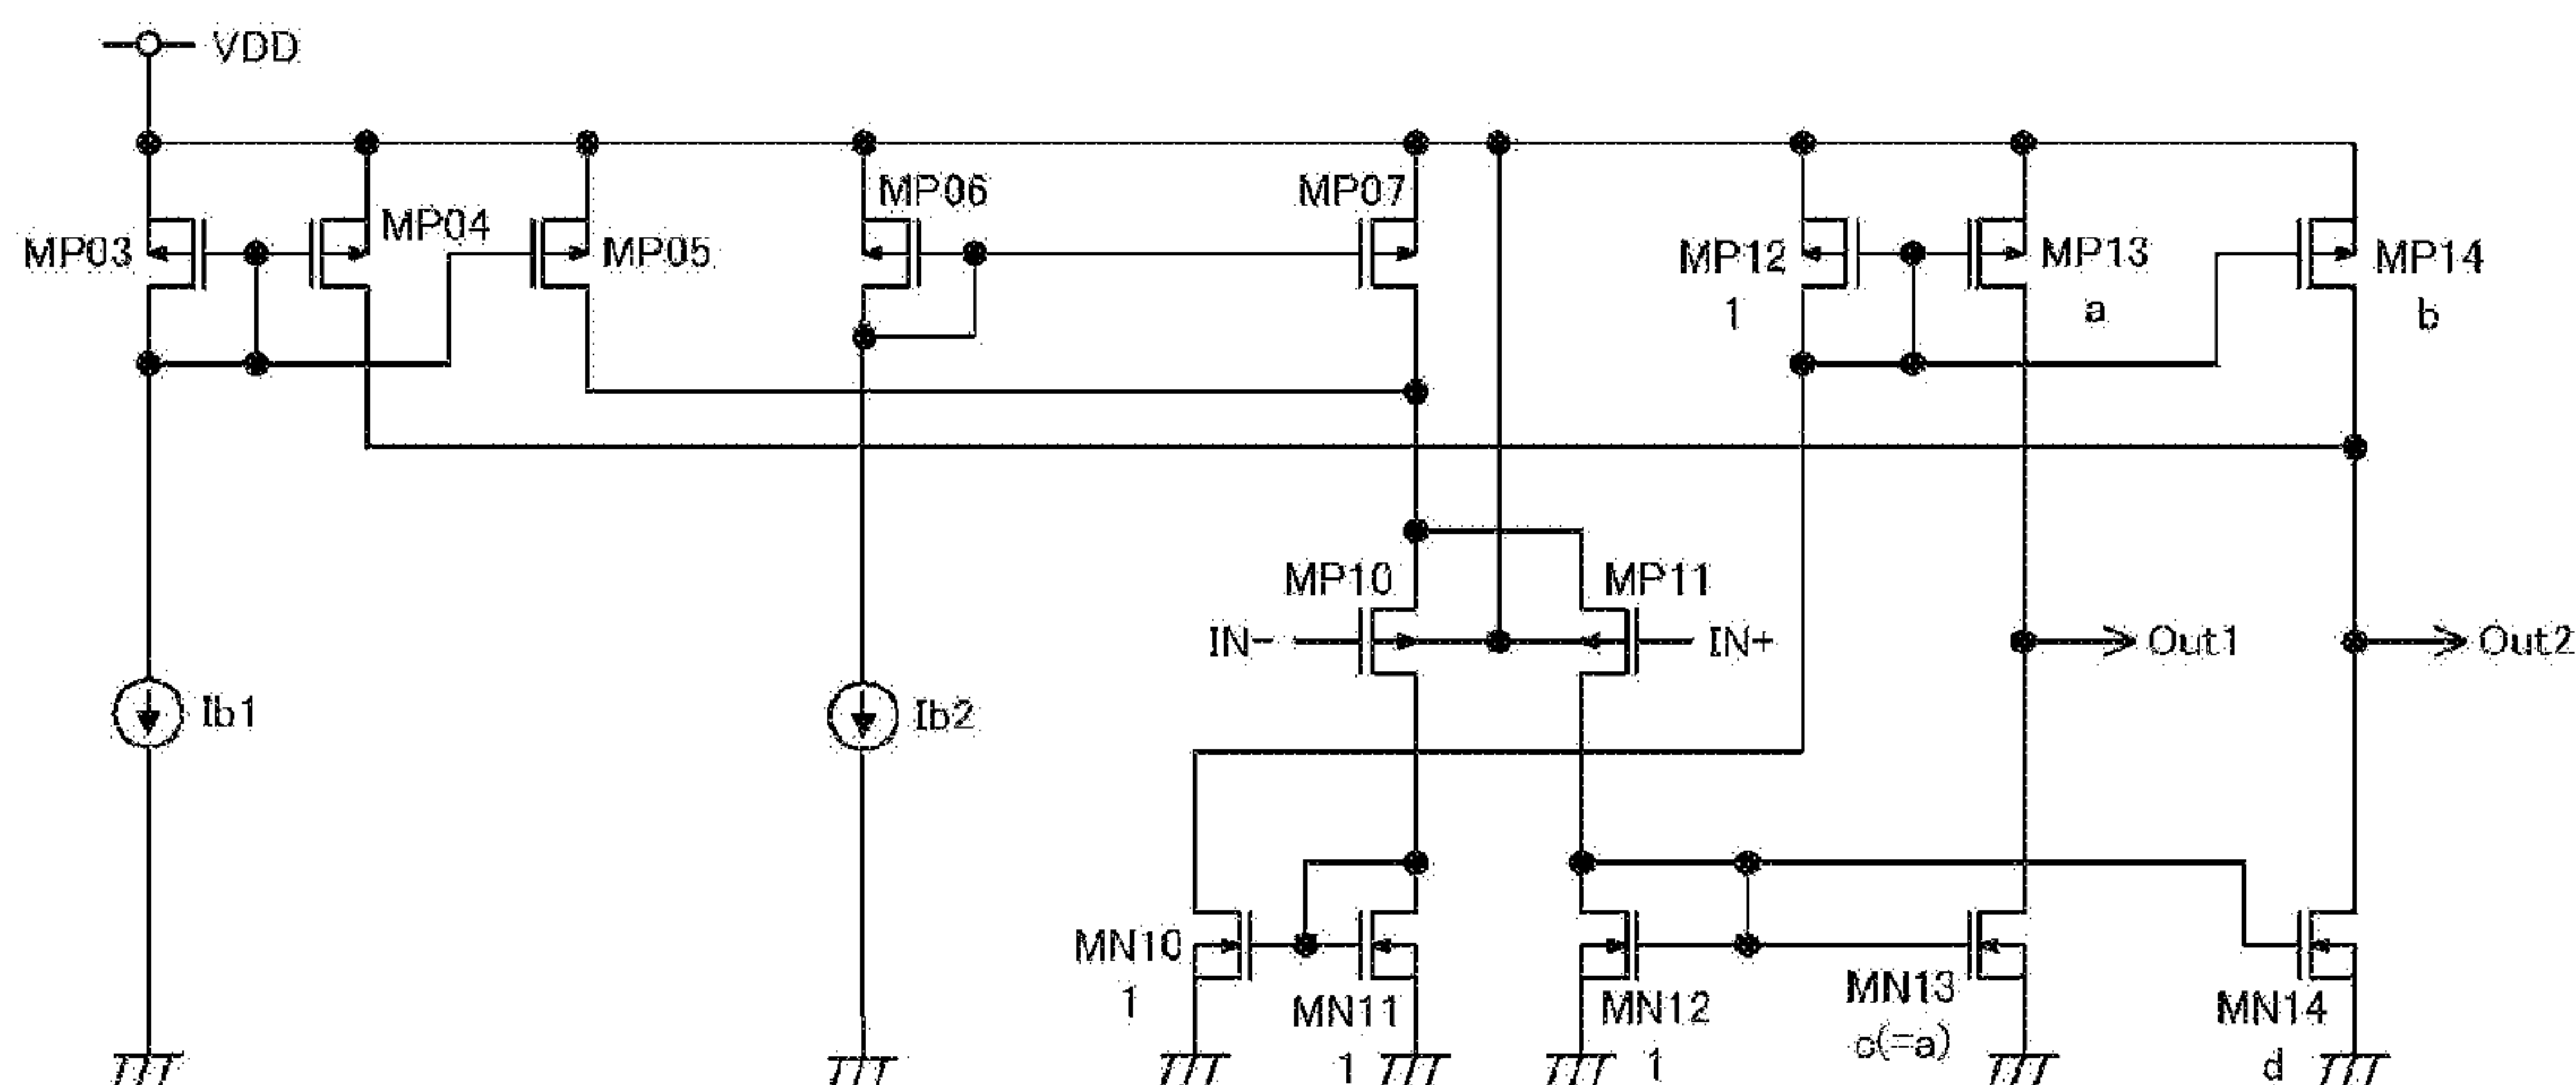 VDD
MP06
MP07
MP03
MP04
MP05
MP12
MP13
MP14
1
a
b
MP10
MP11
IN-
IN+
Out1
Out2
Ib1
Ib2
MN10
1
MN11
1
MN12
1
MN13
c(=a)
MN14
d